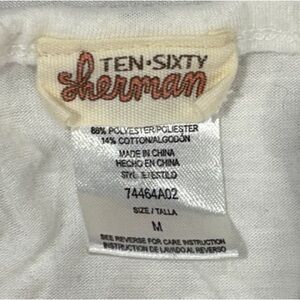 TEN·SIXTY
Sherman
86% POLYESTER/POLIESTER
14% COTTON/ALGODÓN
MADE IN CHINA
HECHO EN CHINA
STYLE/ESTILO
74464A02
SIZE / TALLA
M
SEE REVERSE FOR CARE INSTRUCTION
INSTRUCTION DE LAVADO AL REVERSO